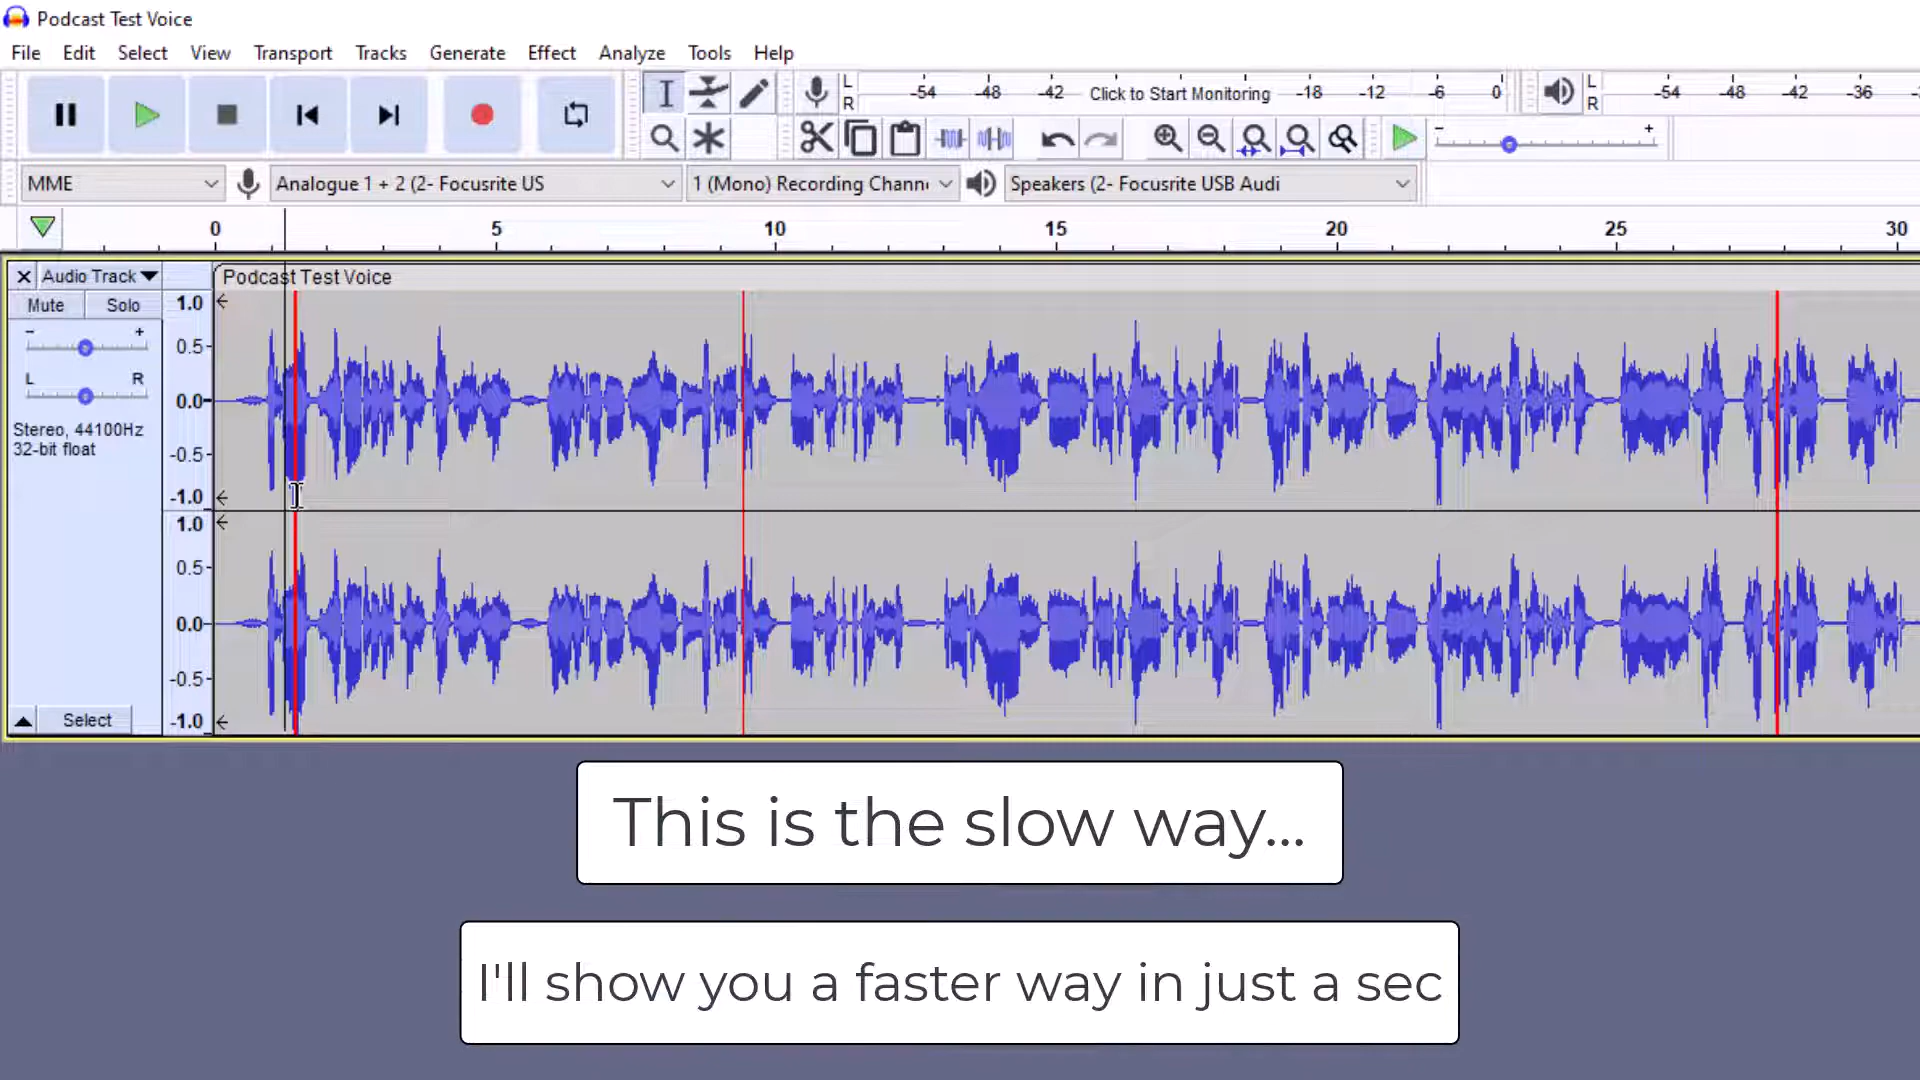 Podcast Test Voice
File Edit Select View Transport Tracks Generate Effect Analyze Tools Help
L R -54 -48 -42 Click to Start Monitoring -18 -12 -6 0 L R -54 -48 -42 -36
- +
MME Analogue 1 + 2 (2- Focusrite US 1 (Mono) Recording Chann Speakers (2- Focusrite USB Audi
0 5 10 15 20 25 30
Audio Track Podcast Test Voice
Mute Solo
- +
L R
Stereo, 44100Hz
32-bit float
Select
1.0
0.5
0.0
-0.5
-1.0
1.0
0.5
0.0
-0.5
-1.0
This is the slow way...
I'll show you a faster way in just a sec